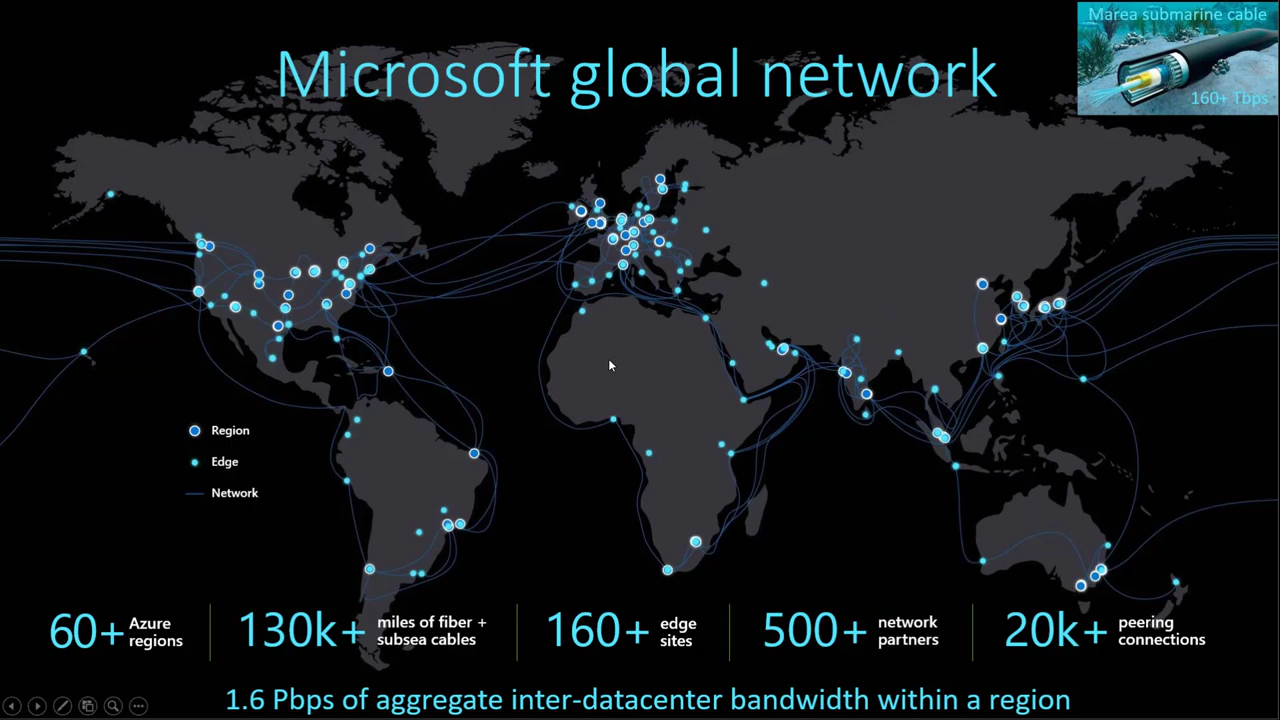 Marea submarine cable
Microsoft global network
160+ Tbps
Region
Edge
Network
60+ Azure
regions
130k+ miles of fiber +
subsea cables
160+ edge
sites
500+ network
partners
20k+ peering
connections
1.6 Pbps of aggregate inter-datacenter bandwidth within a region